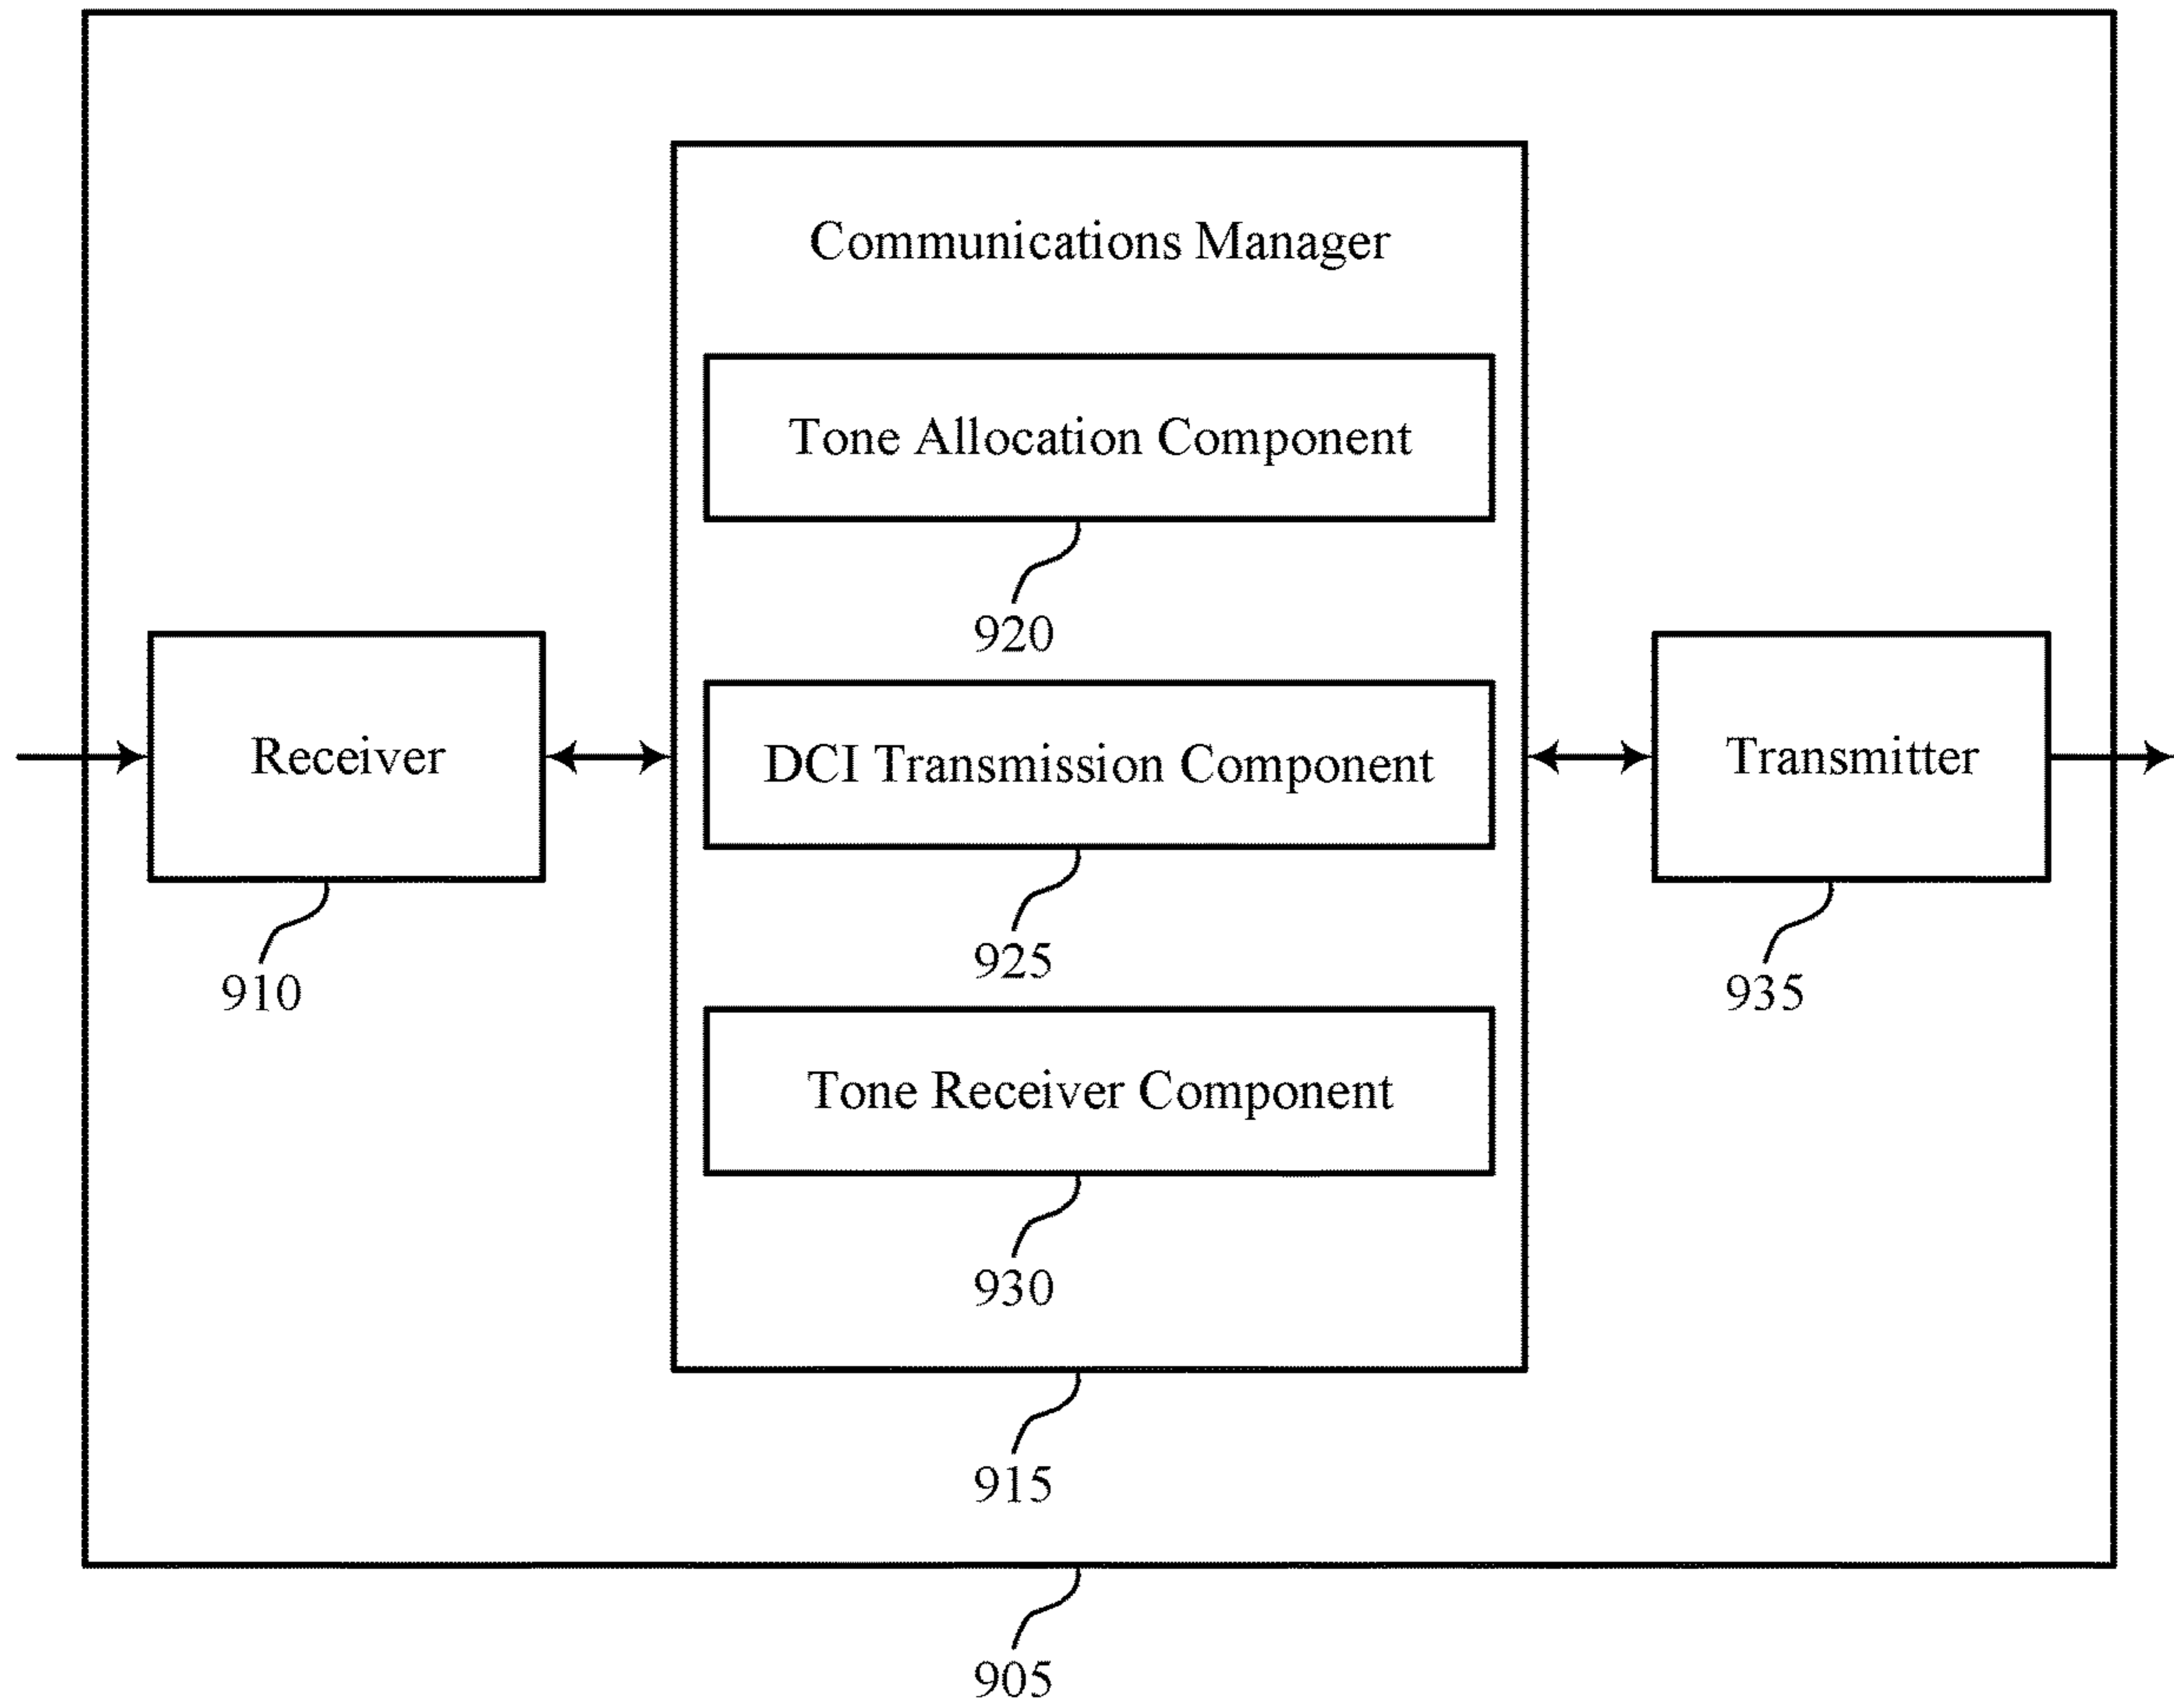 Communications Manager
Tone Allocation Component
920
Receiver
910
DCI Transmission Component
925
Transmitter
935
Tone Receiver Component
930
915
905